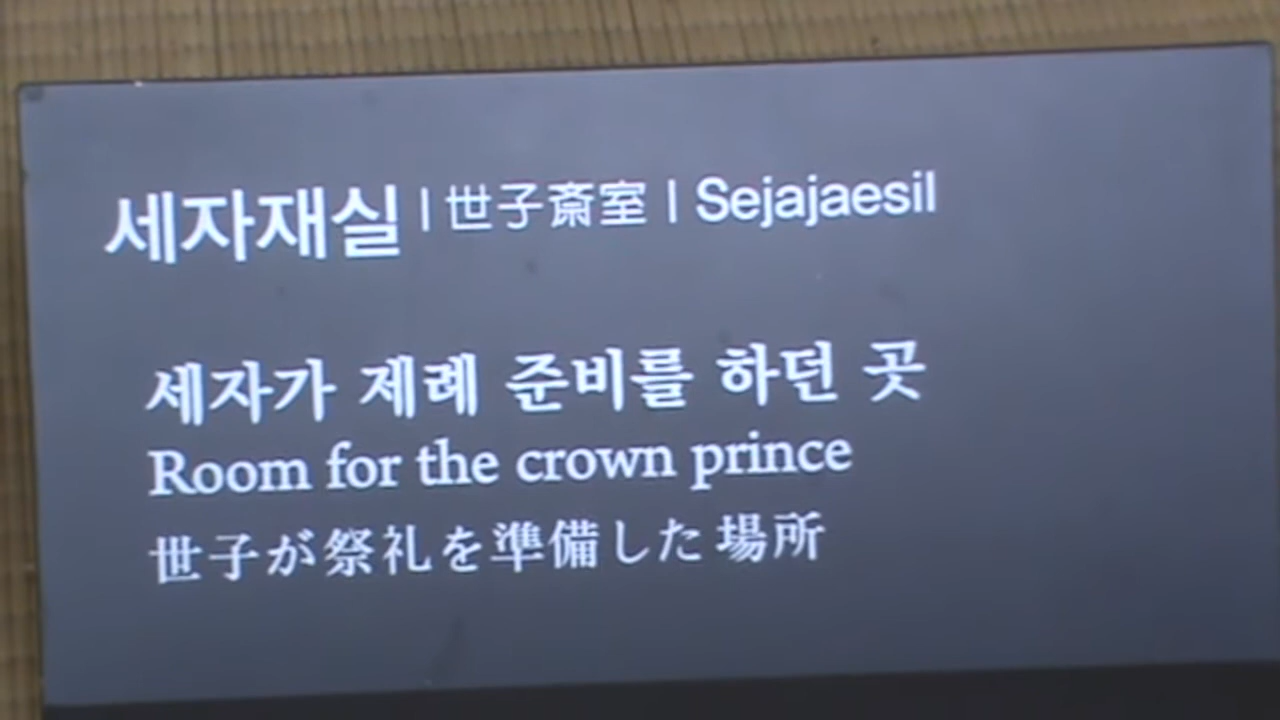 세자재실 | 世子斎室 | Sejajaesil
세자가 제례 준비를 하던 곳
Room for the crown prince
世子が祭礼を準備した場所